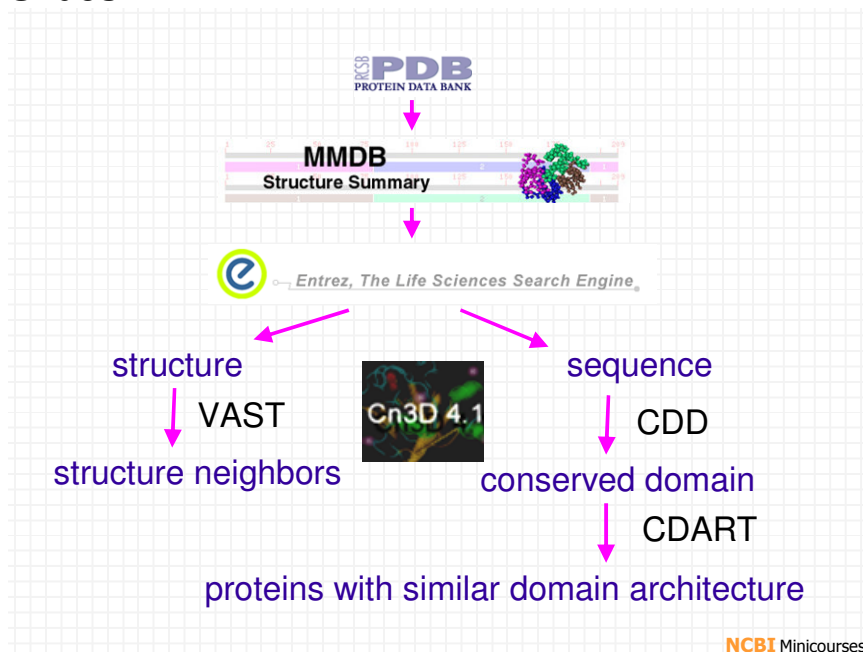 RCSB PDB
PROTEIN DATA BANK
MMDB
Structure Summary
e Entrez, The Life Sciences Search Engine
structure
sequence
VAST
Cn3D 4.1
CDD
structure neighbors
conserved domain
CDART
proteins with similar domain architecture
NCBI Minicourses